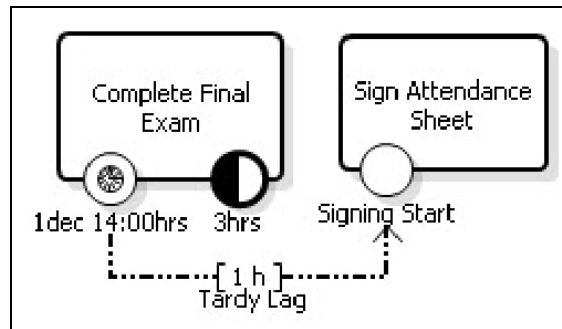 Complete Final
Exam
Sign Attendance
Sheet
1dec 14:00hrs
3hrs
Signing Start
[ 1 h ]
Tardy Lag